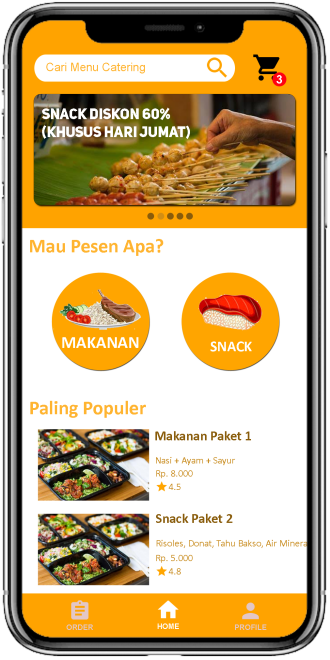 Cari Menu Catering
3
SNACK DISKON 60%
(KHUSUS HARI JUMAT)
Mau Pesen Apa?
MAKANAN
SNACK
Paling Populer
Makanan Paket 1
Nasi + Ayam + Sayur
Rp. 8.000
4.5
Snack Paket 2
Risoles, Donat, Tahu Bakso, Air Minera
Rp. 5.000
4.8
ORDER
HOME
PROFILE